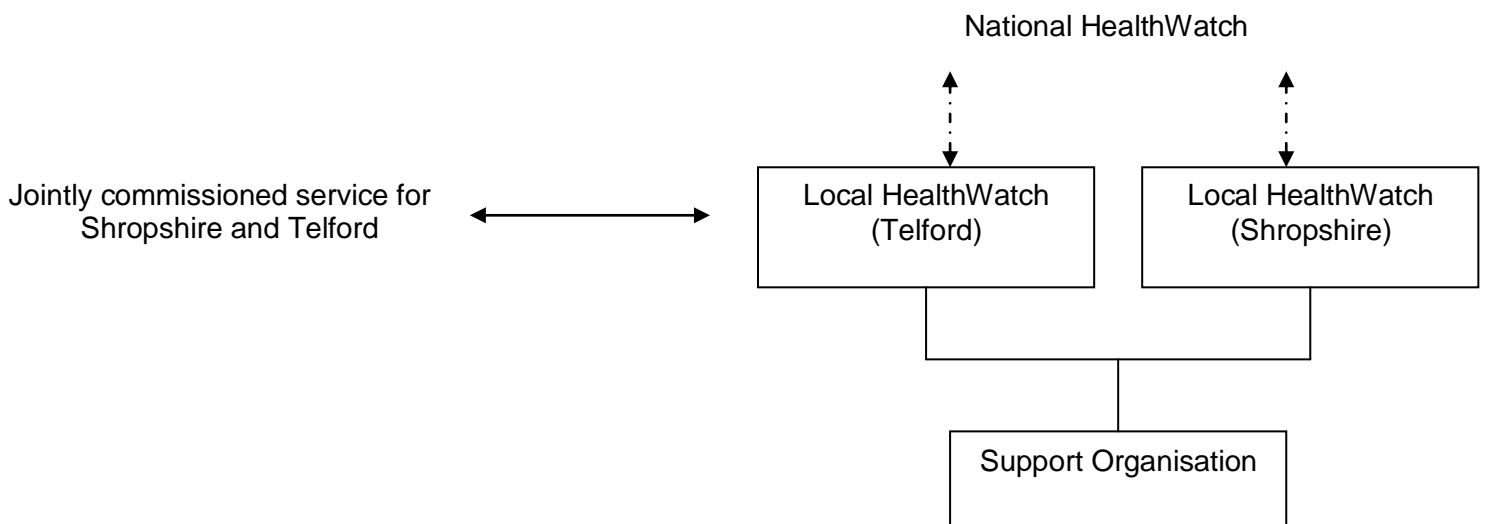 National HealthWatch
Jointly commissioned service for
Shropshire and Telford
Local HealthWatch
(Telford)
Local HealthWatch
(Shropshire)
Support Organisation